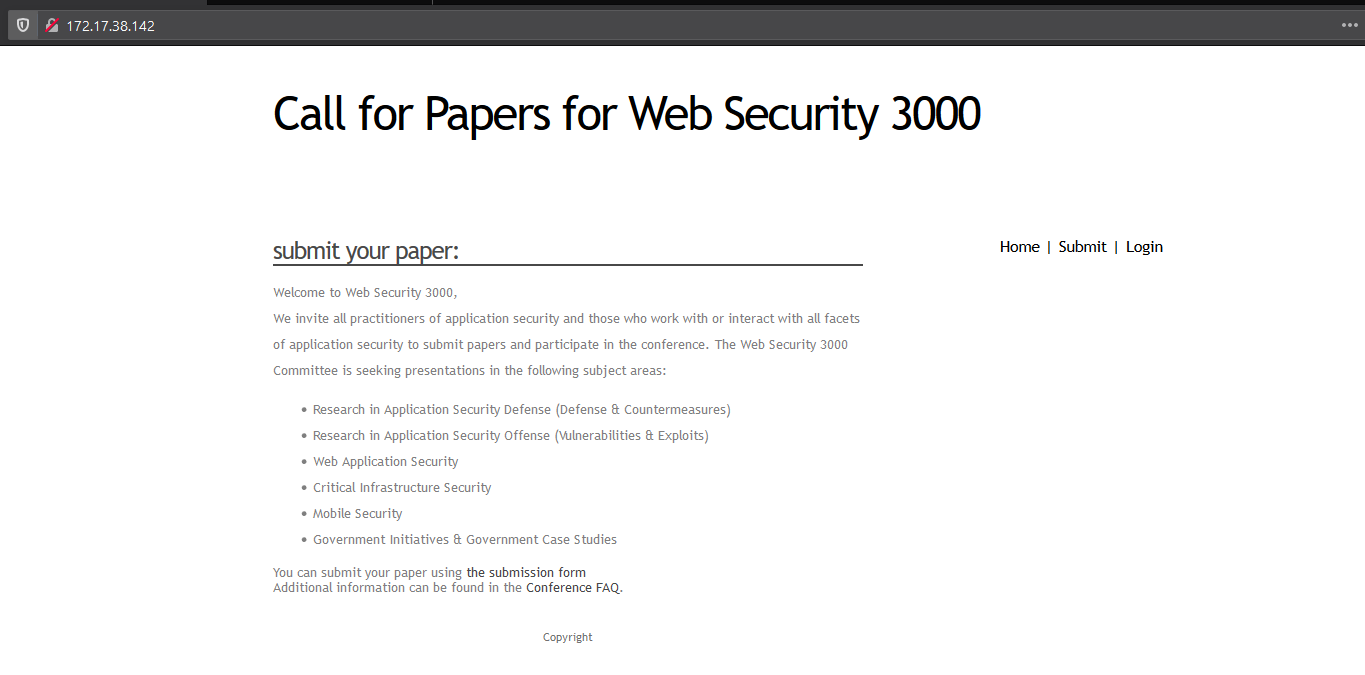 172.17.38.142
Call for Papers for Web Security 3000
submit your paper:
Home | Submit | Login
Welcome to Web Security 3000,
We invite all practitioners of application security and those who work with or interact with all facets
of application security to submit papers and participate in the conference. The Web Security 3000
Committee is seeking presentations in the following subject areas:
• Research in Application Security Defense (Defense & Countermeasures)
• Research in Application Security Offense (Vulnerabilities & Exploits)
• Web Application Security
• Critical Infrastructure Security
• Mobile Security
• Government Initiatives & Government Case Studies
You can submit your paper using the submission form
Additional information can be found in the Conference FAQ.
Copyright